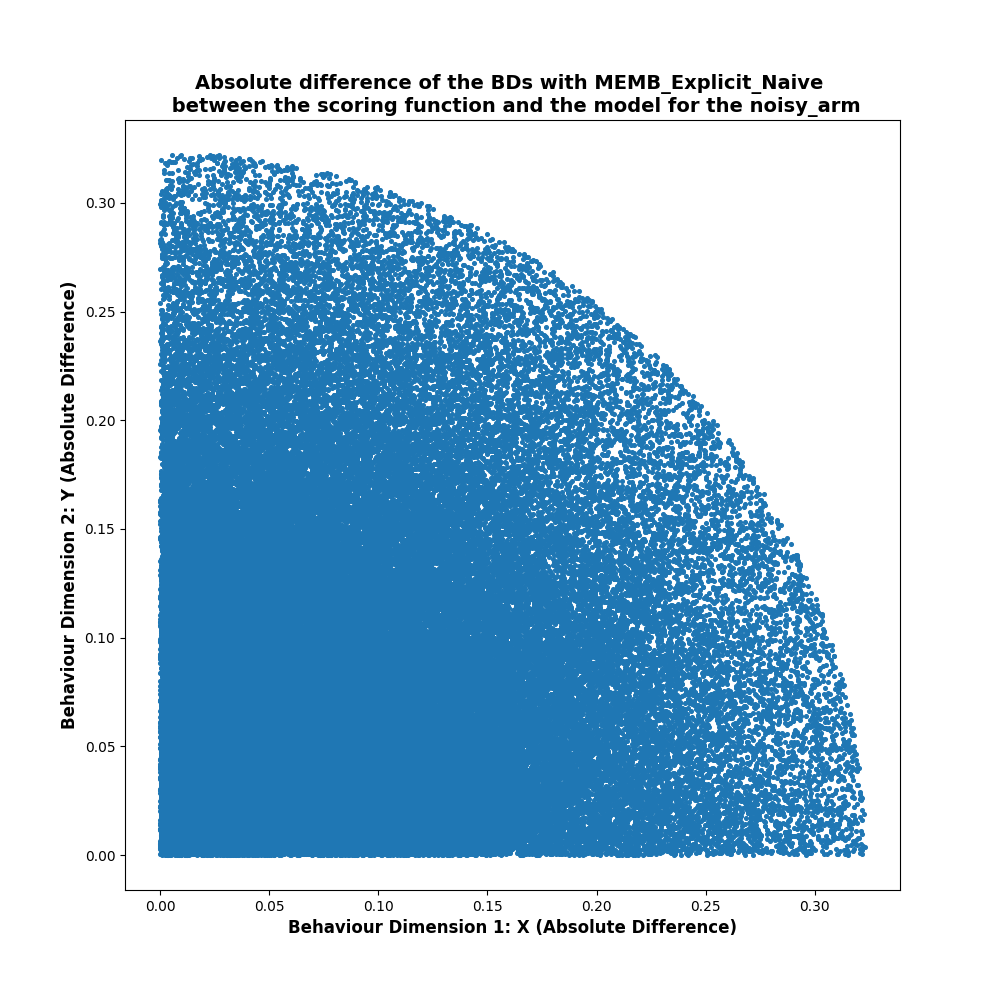 Absolute difference of the BDs with MEMB_Explicit_Naive
between the scoring function and the model for the noisy_arm
Behaviour Dimension 2: Y (Absolute Difference)
0.30
0.25
0.20
0.15
0.10
0.05
0.00
0.00 0.05 0.10 0.15 0.20 0.25 0.30
Behaviour Dimension 1: X (Absolute Difference)